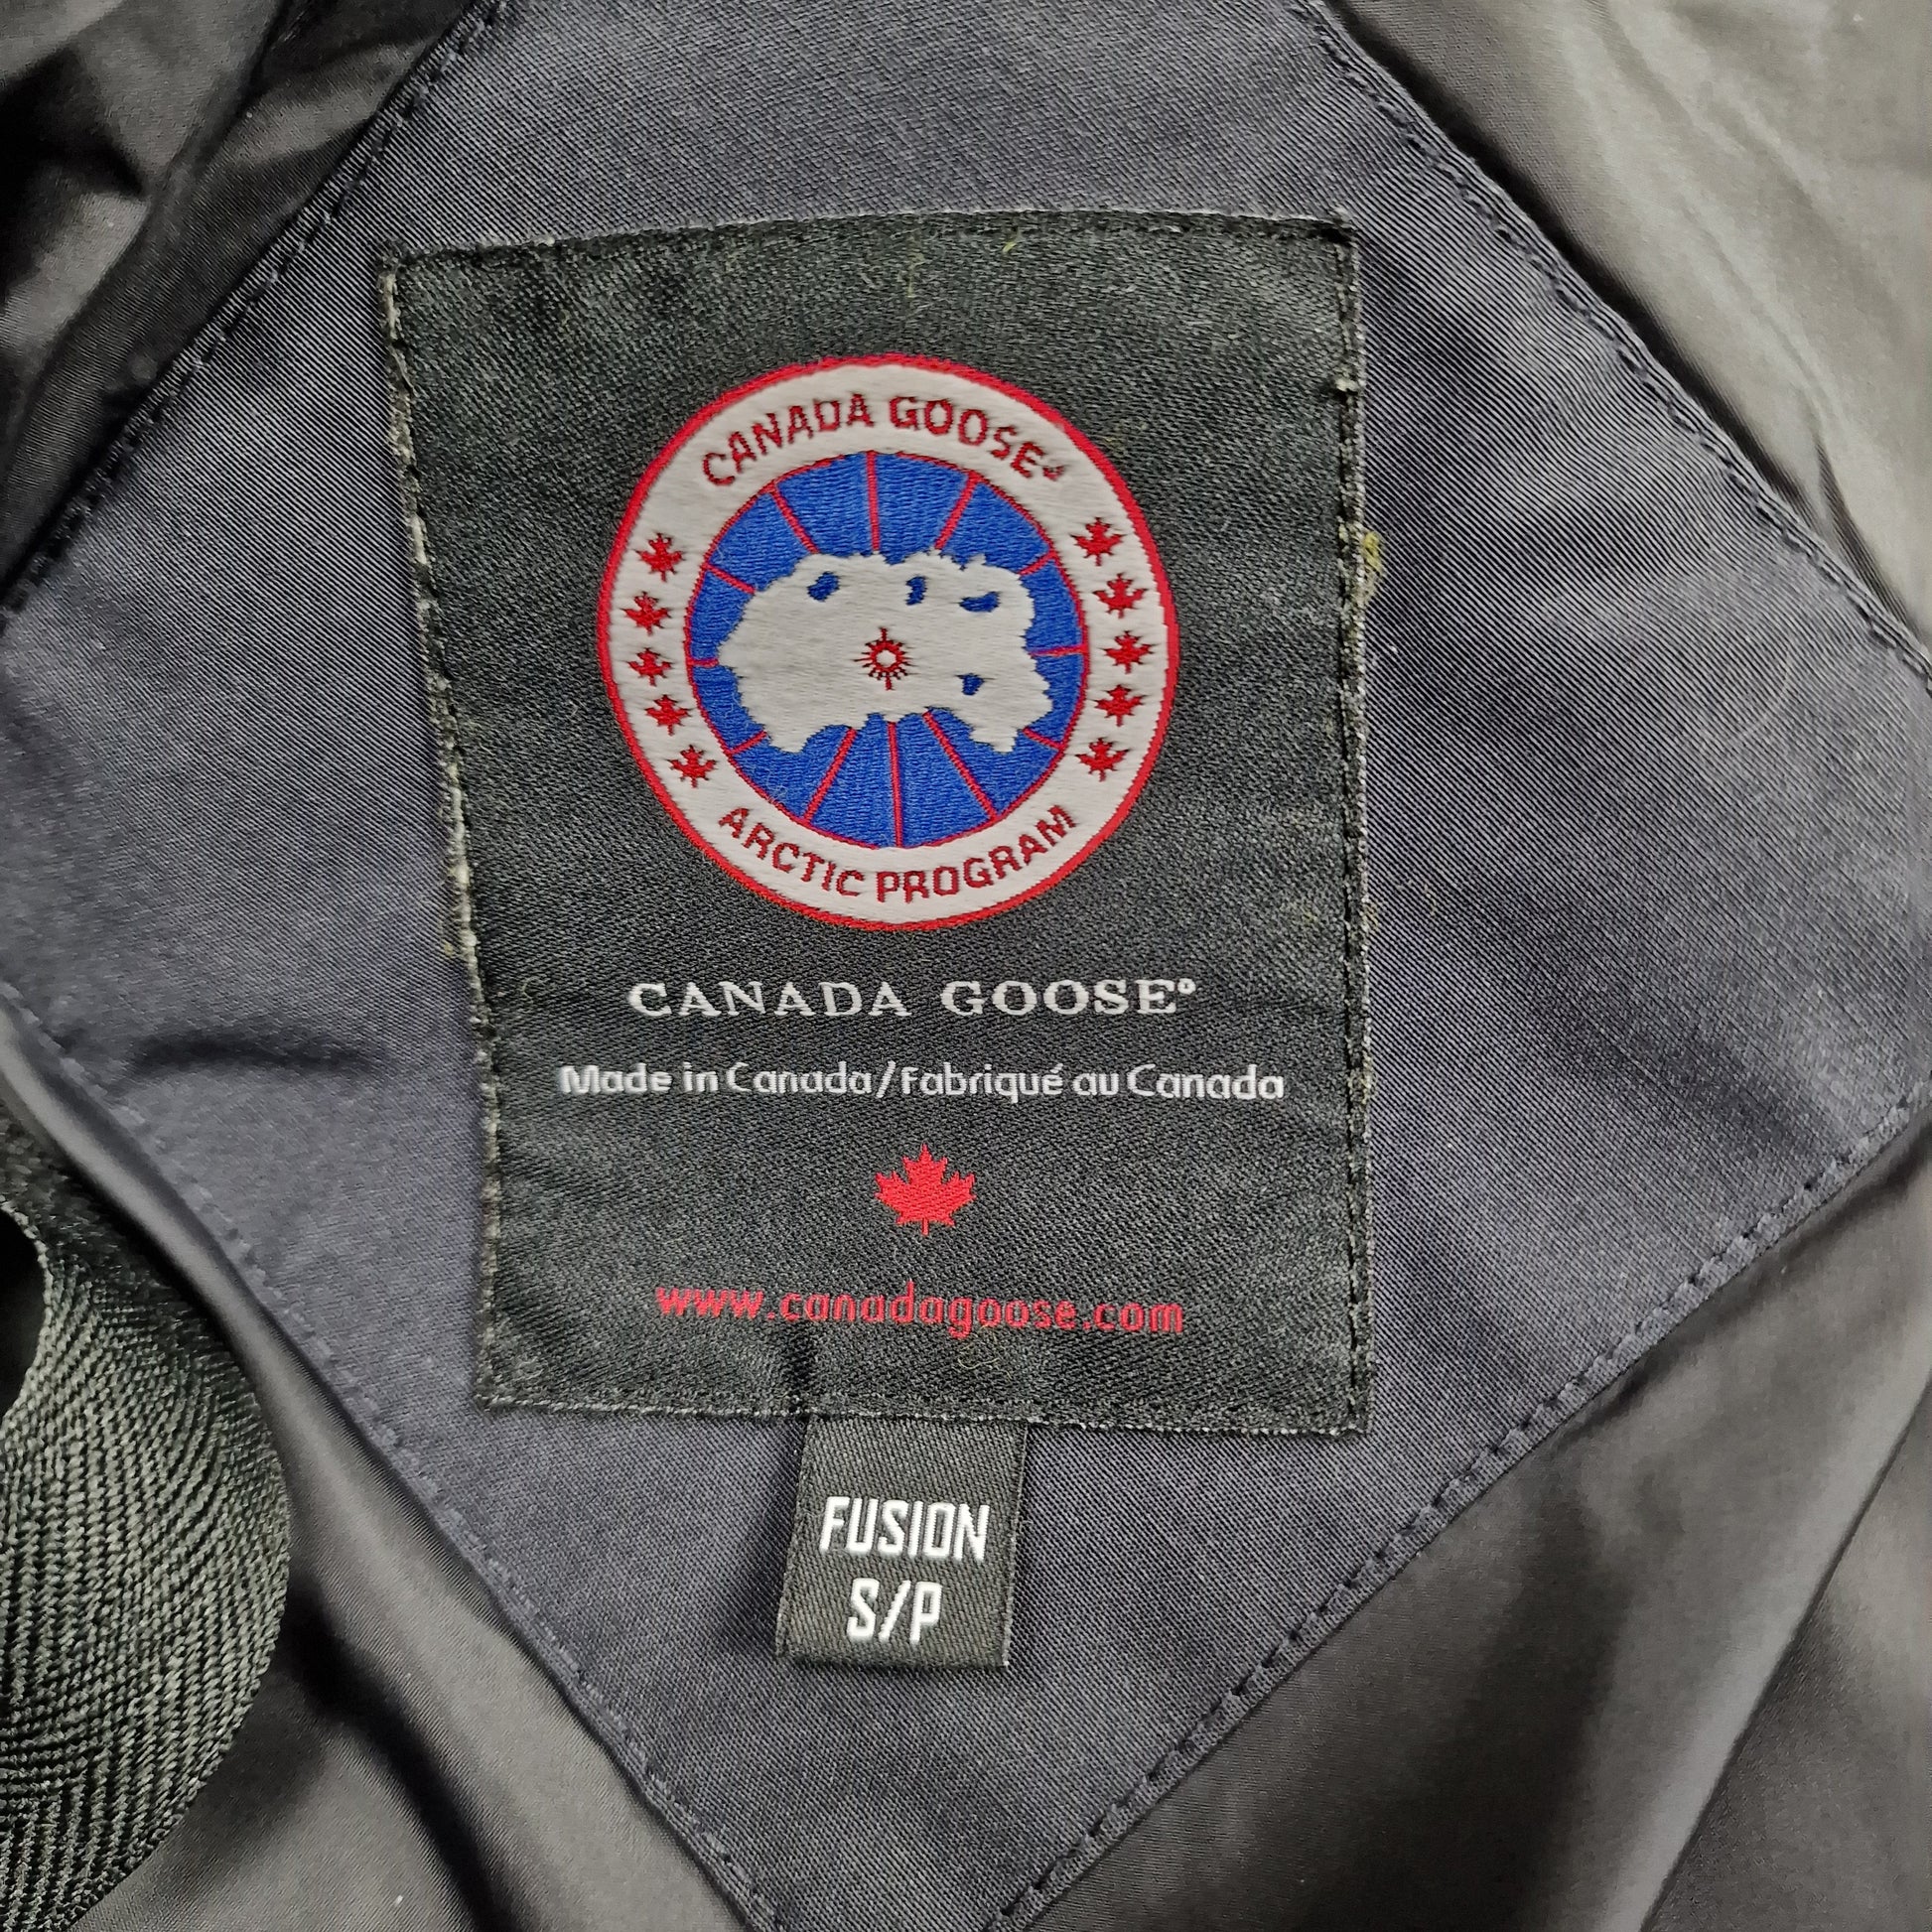 CANADA GOOSE®
ARCTIC PROGRAM
CANADA GOOSE®
Made in Canada/Fabriqué au Canada
www.canadagoose.com
FUSION
S/P